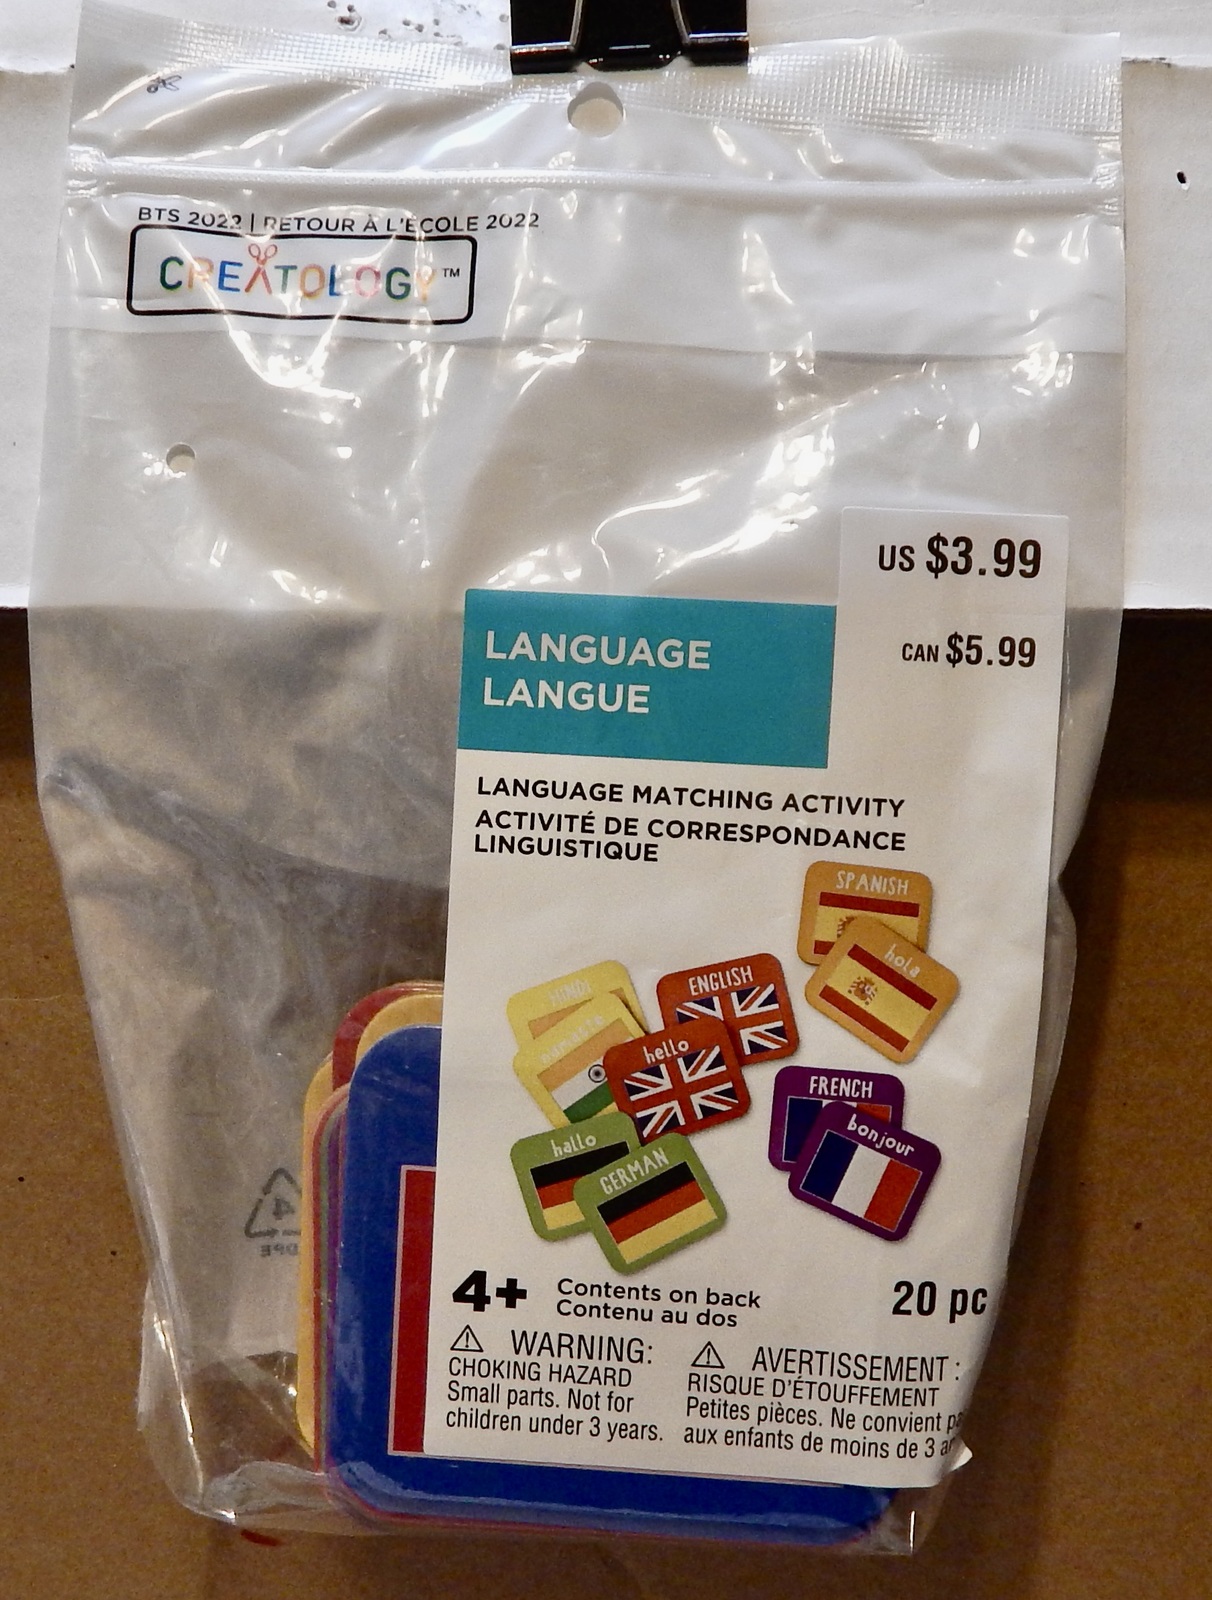 BTS 2022 | RETOUR À L'ÉCOLE 2022
CREATOLOGY™
US $3.99
CAN $5.99
LANGUAGE
LANGUE
LANGUAGE MATCHING ACTIVITY
ACTIVITÉ DE CORRESPONDANCE
LINGUISTIQUE
SPANISH
hola
HINDI
namaste
ENGLISH
hello
FRENCH
bonjour
hallo
GERMAN
4+
Contents on back
Contenu au dos
20 pc
⚠ WARNING:
CHOKING HAZARD
Small parts. Not for
children under 3 years.
⚠ AVERTISSEMENT :
RISQUE D'ÉTOUFFEMENT
Petites pièces. Ne convient
aux enfants de moins de 3
4